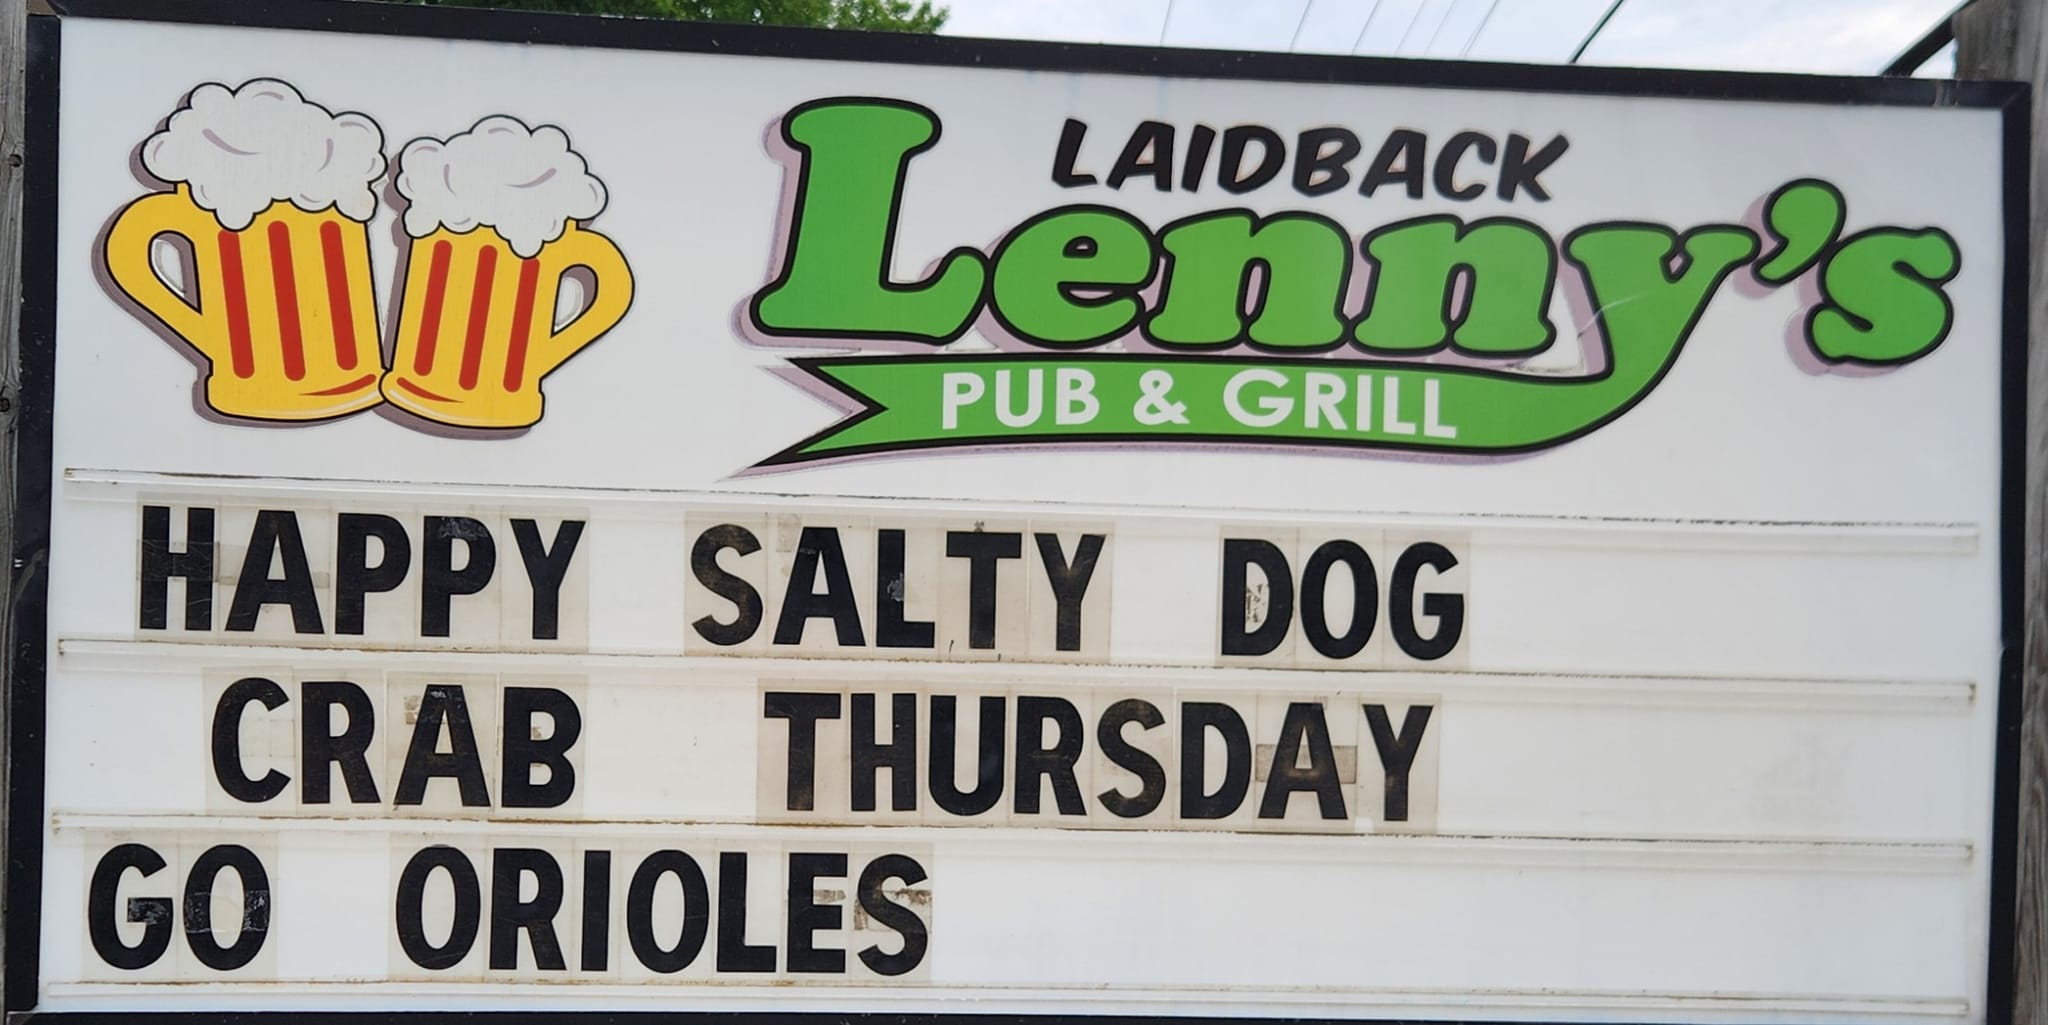 LAIDBACK
Lenny's
PUB & GRILL
HAPPY SALTY DOG
CRAB THURSDAY
GO ORIOLES